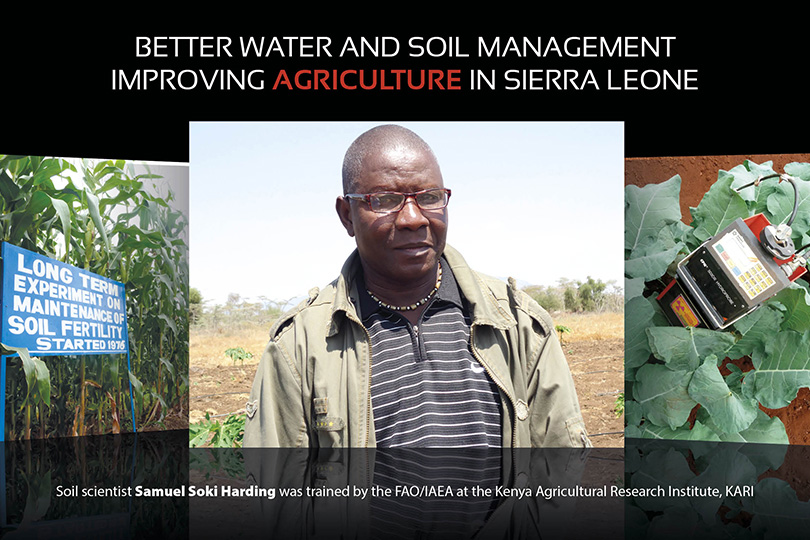 BETTER WATER AND SOIL MANAGEMENT
IMPROVING AGRICULTURE IN SIERRA LEONE
LONG TERM
EXPERIMENT ON
MAINTENANCE OF
SOIL FERTILITY
STARTED 1976
Soil scientist Samuel Soki Harding was trained by the FAO/IAEA at the Kenya Agricultural Research Institute, KARI